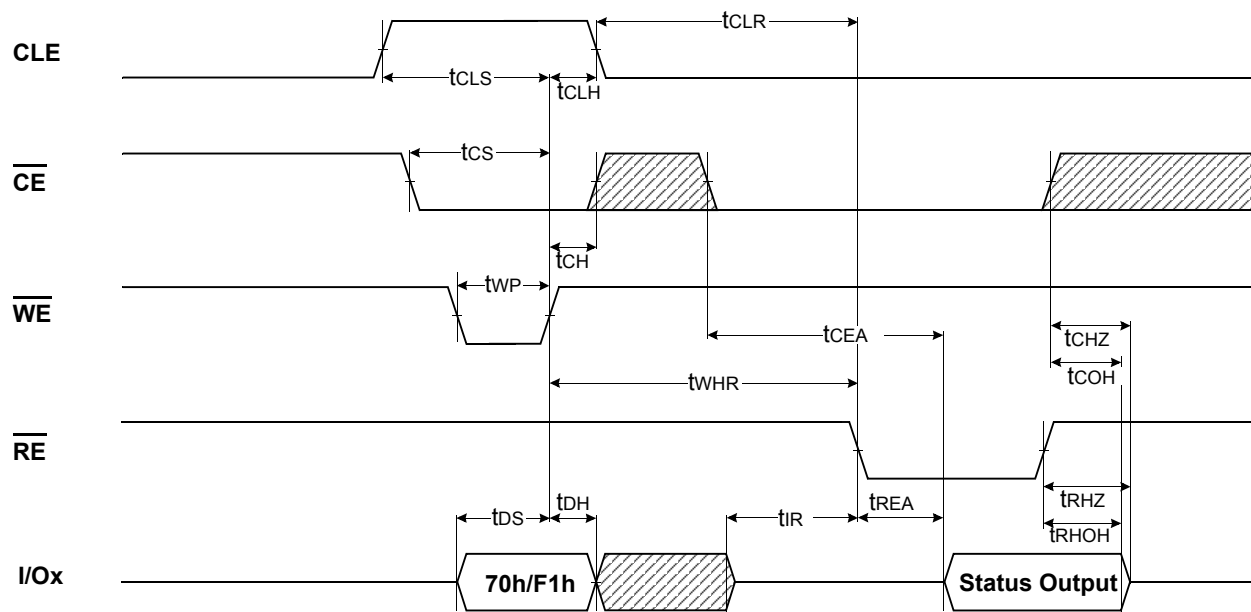 tCLR
CLE
tCLS
tCLH
tCS
CE
tCH
tWP
WE
tCEA
tCHZ
tCOH
tWHR
RE
tDH
tREA
tRHZ
tDS
tIR
tRHOH
I/Ox
70h/F1h
Status Output